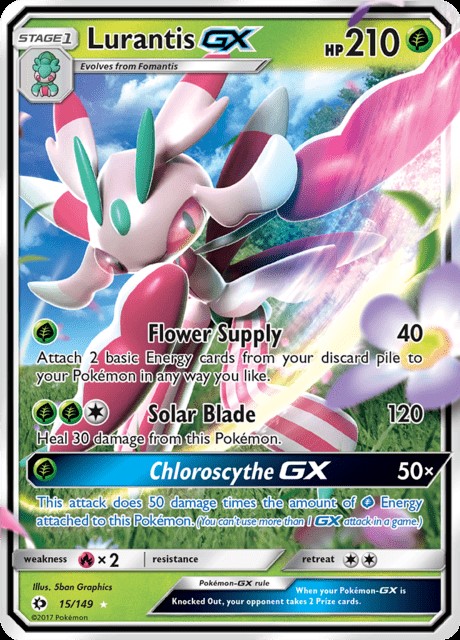 STAGE 1 Lurantis GX HP 210
Evolves from Fomantis
Flower Supply 40
Attach 2 basic Energy cards from your discard pile to
your Pokémon in any way you like.
Solar Blade 120
Heal 30 damage from this Pokémon.
Chloroscythe GX 50×
This attack does 50 damage times the amount of Energy
attached to this Pokémon. (You can't use more than 1 GX attack in a game.)
weakness × 2 resistance retreat
Illus. 5ban Graphics
Pokémon-GX rule
When your Pokémon-GX is
Knocked Out, your opponent takes 2 Prize cards.
15/149
©2017 Pokémon